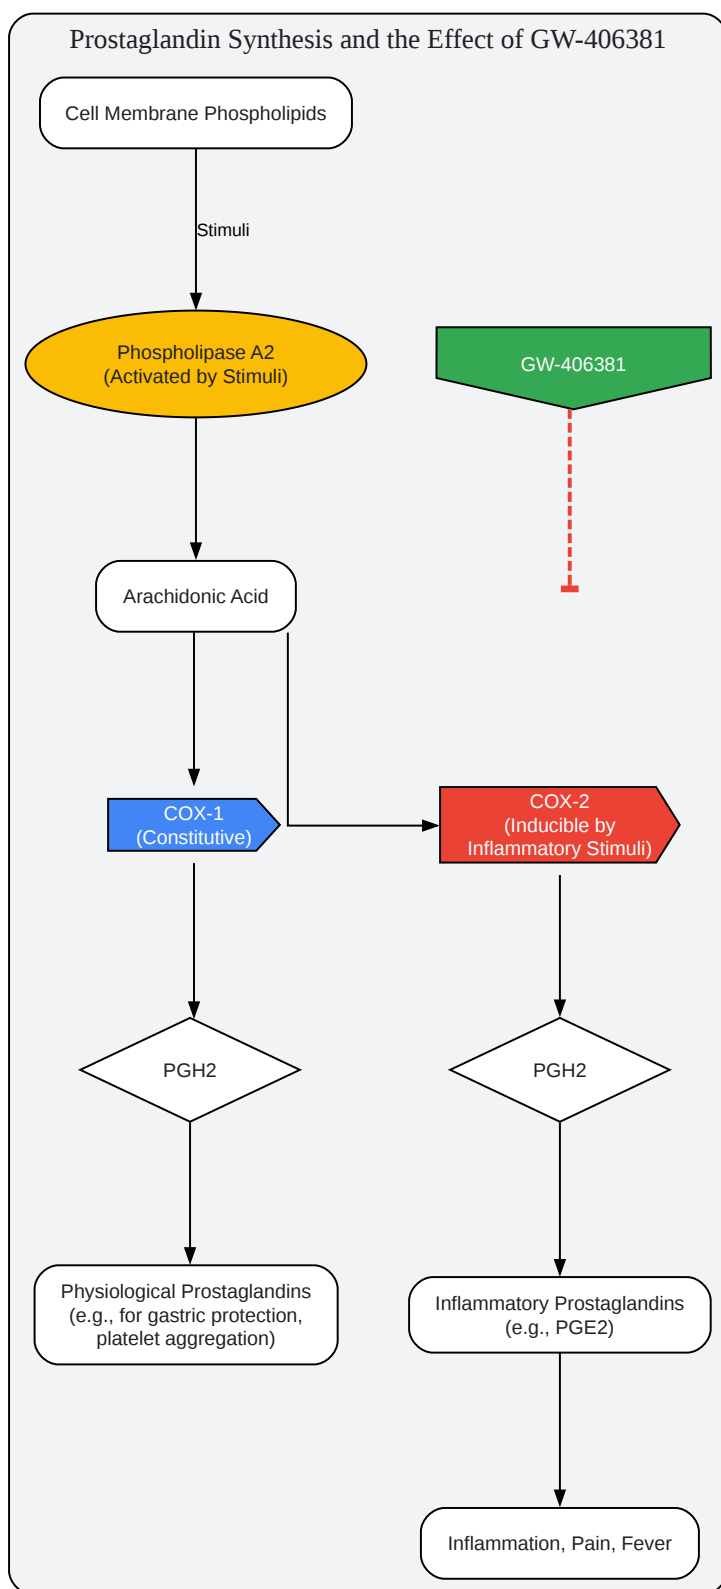 Prostaglandin Synthesis and the Effect of GW-406381
Cell Membrane Phospholipids
Stimuli
Phospholipase A2
(Activated by Stimuli)
GW-406381
Arachidonic Acid
COX-1
(Constitutive)
COX-2
(Inducible by
Inflammatory Stimuli)
PGH2
PGH2
Physiological Prostaglandins
(e.g., for gastric protection,
platelet aggregation)
Inflammatory Prostaglandins
(e.g., PGE2)
Inflammation, Pain, Fever